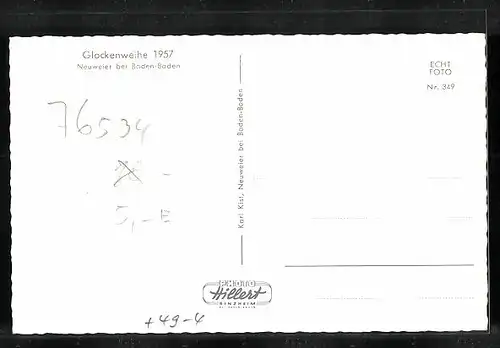 Glockenweihe 1957
Neuweier bei Baden-Baden
ECHT
FOTO
Nr. 349
76534
5,-E
Karl Kist, Neuweier bei Baden-Baden
PHOTO
Hillert
SINZHEIM
+49-4